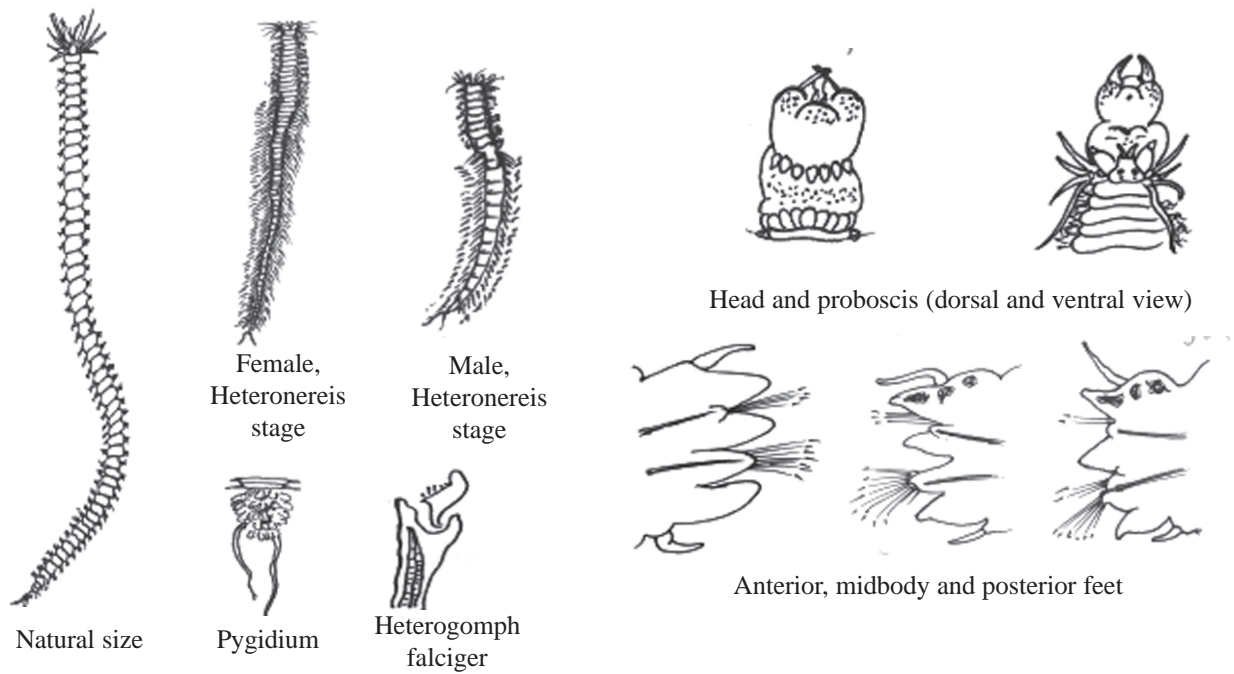 Head and proboscis (dorsal and ventral view)
Female,
Heteronereis
stage
Male,
Heteronereis
stage
Anterior, midbody and posterior feet
Natural size
Pygidium
Heterogomph
falciger